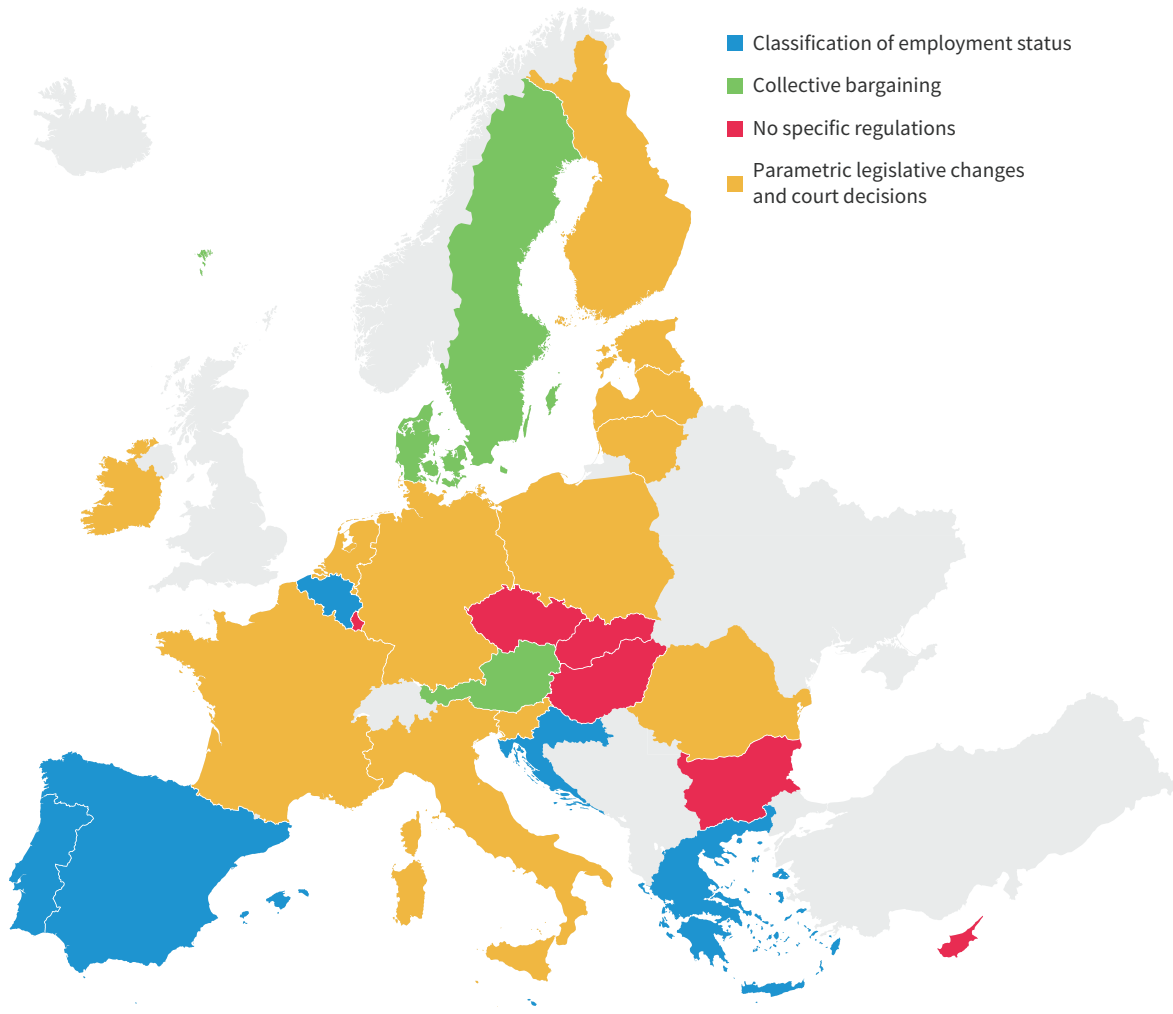 Classification of employment status
Collective bargaining
No specific regulations
Parametric legislative changes
and court decisions